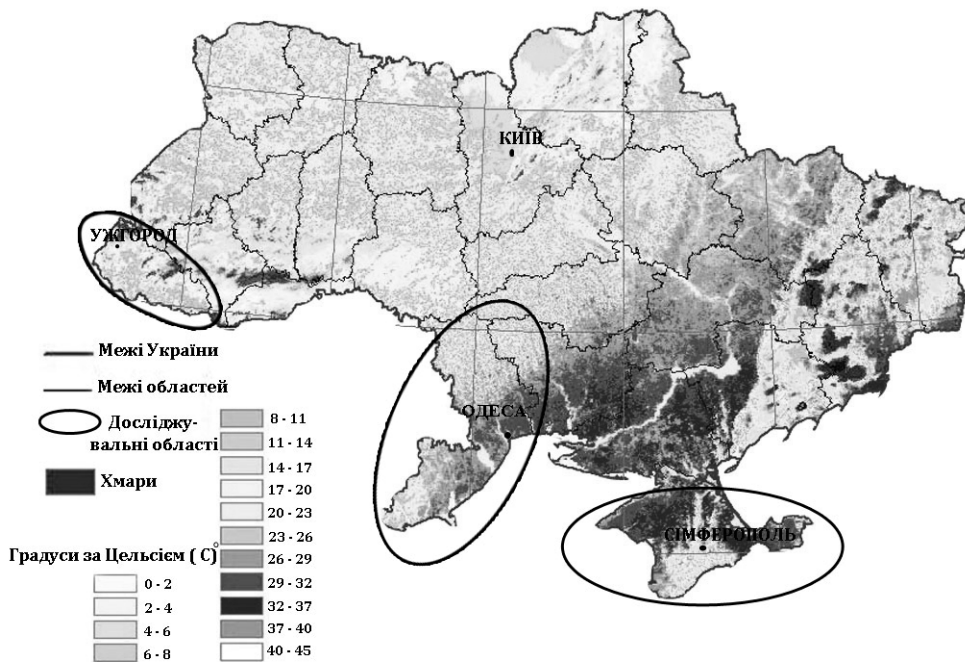 КИЇВ
УЖГОРОД
ОДЕСА
СІМФЕРОПОЛЬ
Межі України
Межі областей
Досліджу-
вальні області
Хмари
Градуси за Цельсієм ( С)°
0 - 2
2 - 4
4 - 6
6 - 8
8 - 11
11 - 14
14 - 17
17 - 20
20 - 23
23 - 26
26 - 29
29 - 32
32 - 37
37 - 40
40 - 45